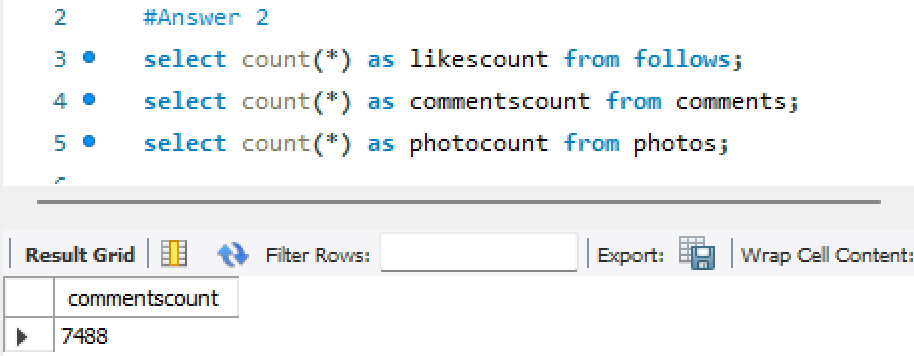 2 #Answer 2
3 select count(*) as likescount from follows;
4 select count(*) as commentscount from comments;
5 select count(*) as photocount from photos;
Result Grid Filter Rows: Export: Wrap Cell Content:
commentscount
7488